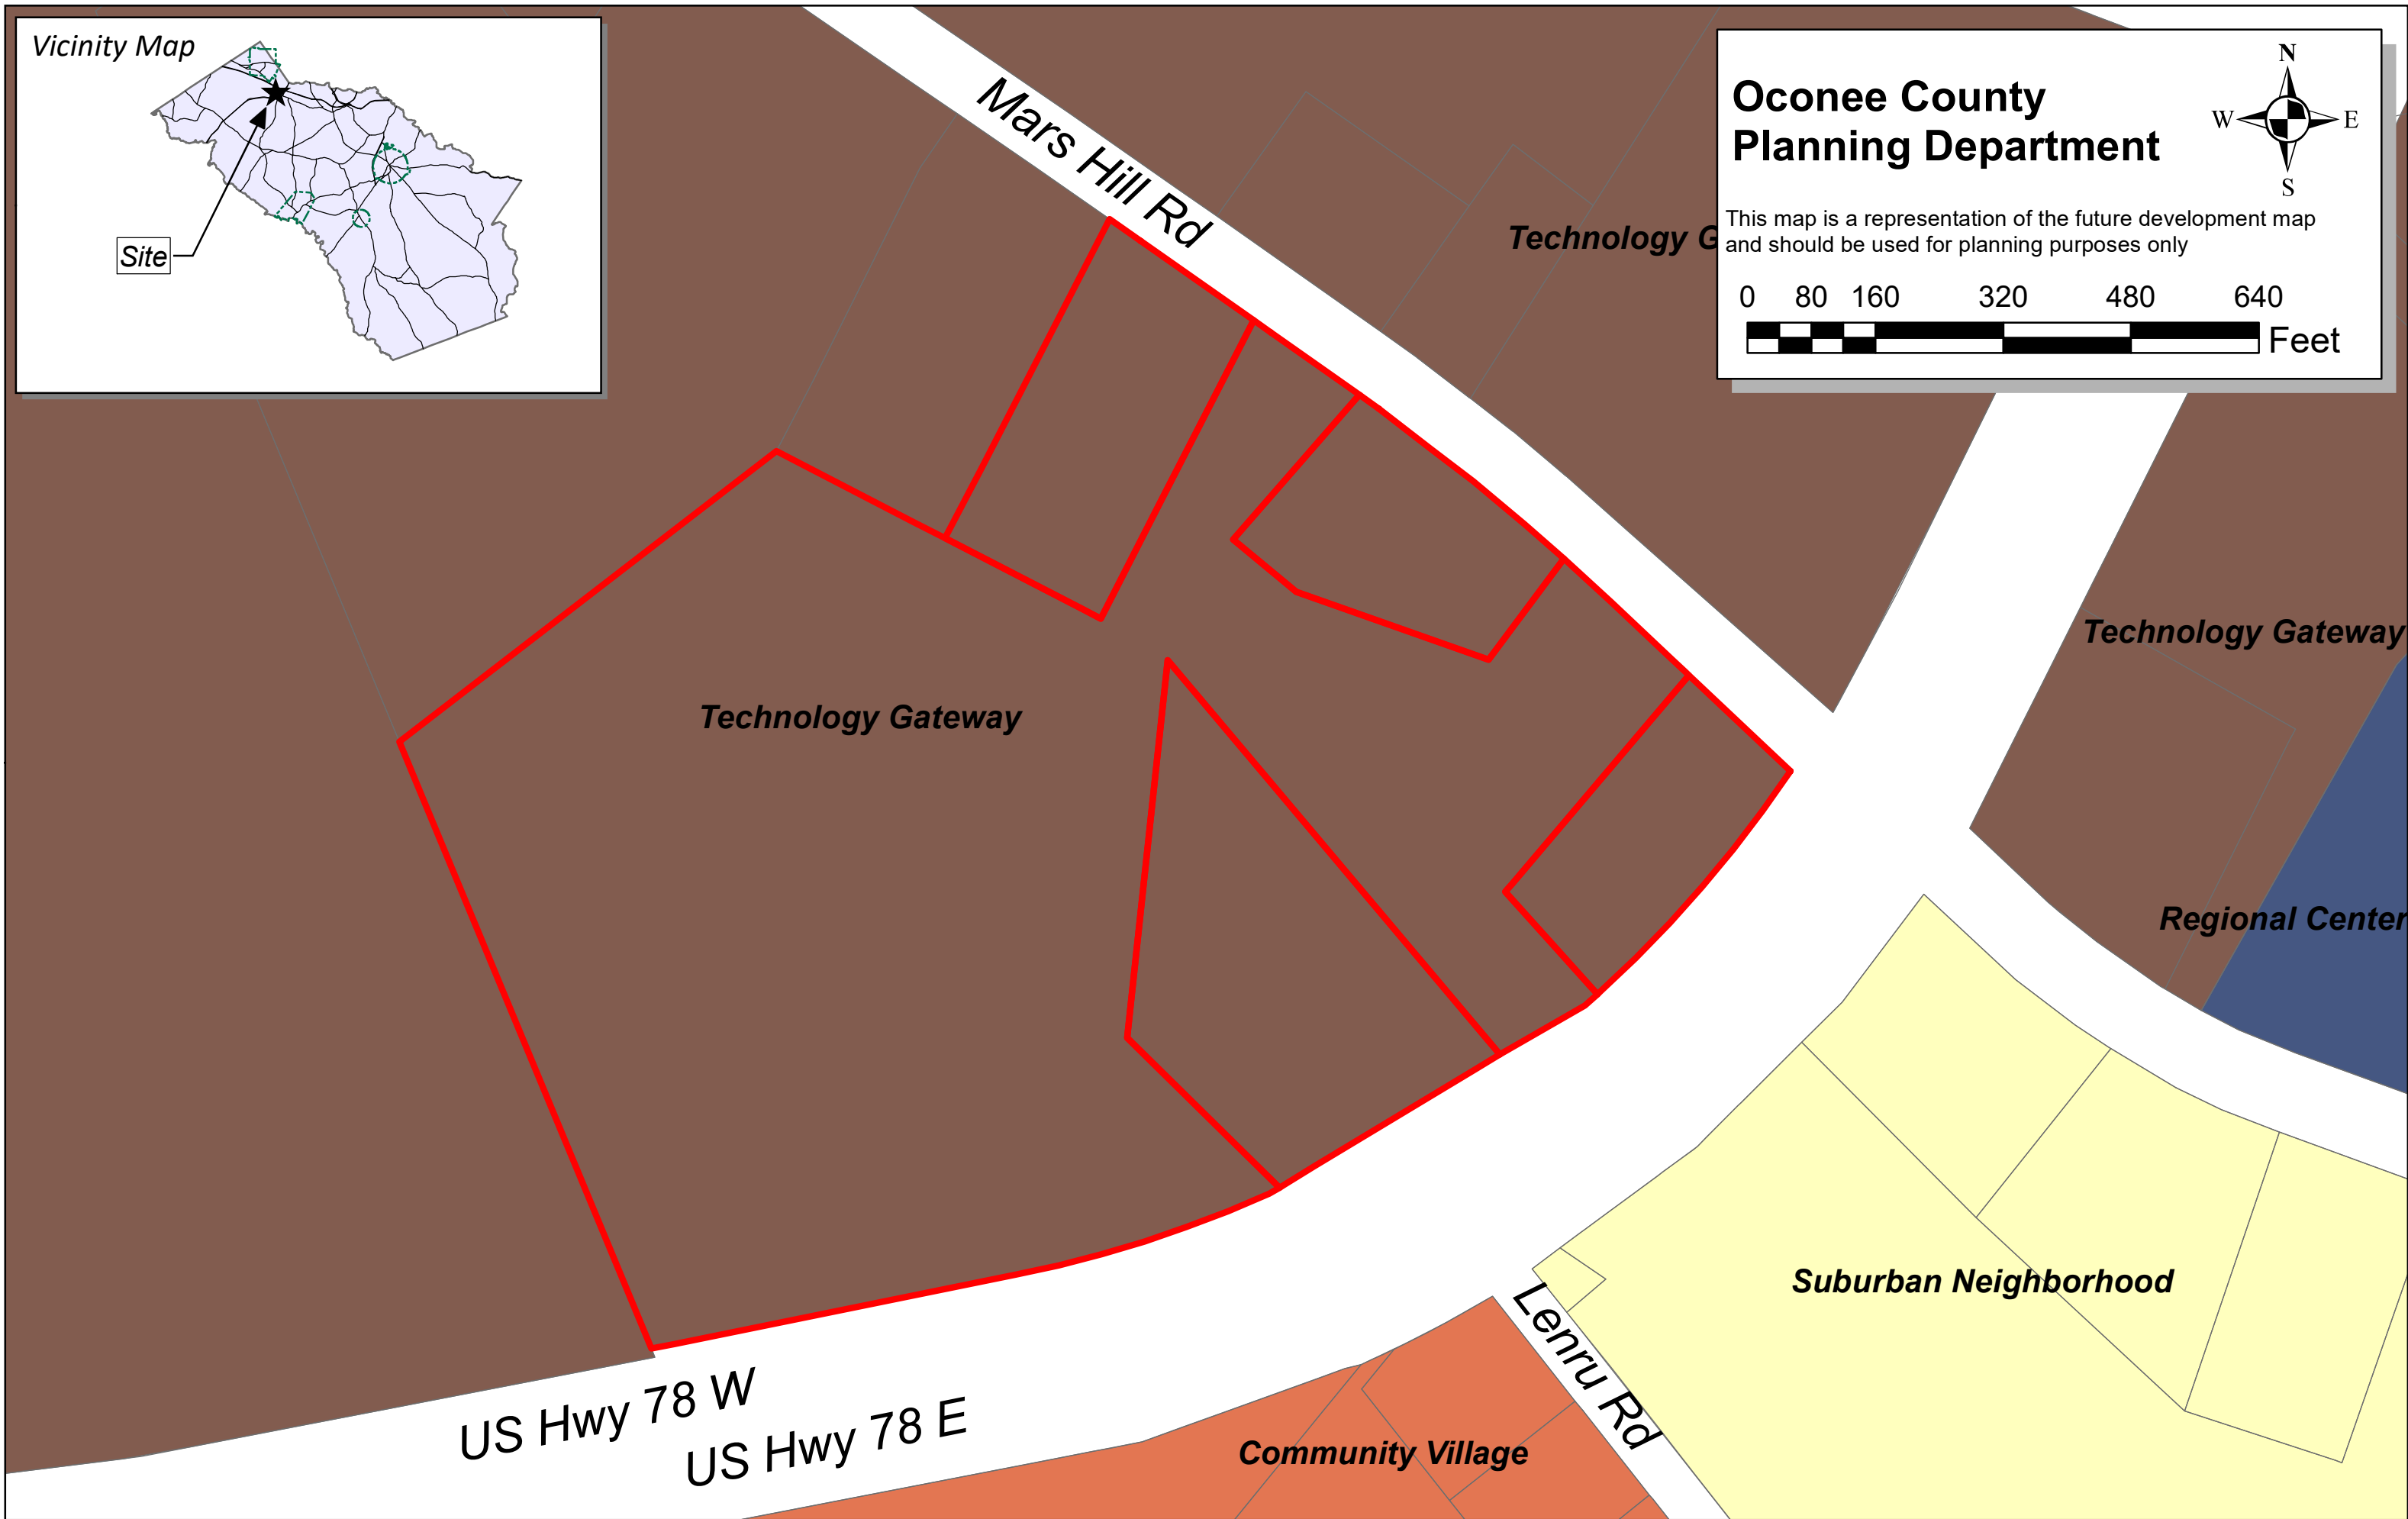 Vicinity Map
Site
Mars Hill Rd
Oconee County
Planning Department
N
W
E
S
This map is a representation of the future development map
and should be used for planning purposes only
0 80 160 320 480 640
Feet
Technology G
Technology Gateway
Technology Gateway
Regional Center
Suburban Neighborhood
Lenru Rd
US Hwy 78 W
US Hwy 78 E
Community Village